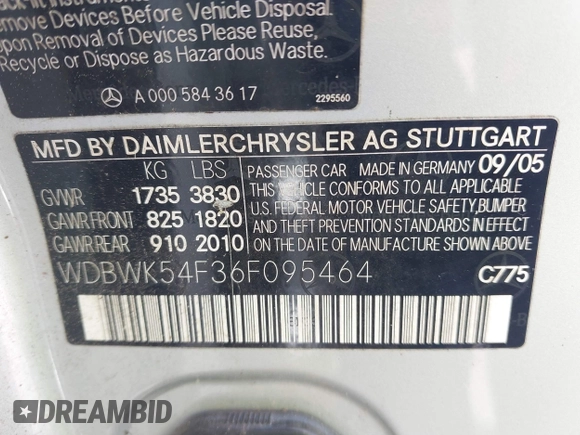 move Devices Before Vehicle Disposal.
Upon Removal of Devices Please Reuse,
Recycle or Dispose as Hazardous Waste.
A 000 584 36 17
2295560
MFD BY DAIMLERCHRYSLER AG STUTTGART
KG LBS
GVWR 1735 3830
GAWR FRONT 825 1820
GAWR REAR 910 2010
PASSENGER CAR MADE IN GERMANY 09/05
THIS VEHICLE CONFORMS TO ALL APPLICABLE
U.S. FEDERAL MOTOR VEHICLE SAFETY, BUMPER
AND THEFT PREVENTION STANDARDS IN EFFECT
ON THE DATE OF MANUFACTURE SHOWN ABOVE.
WDBWK54F36F095464
C775
DREAMBID